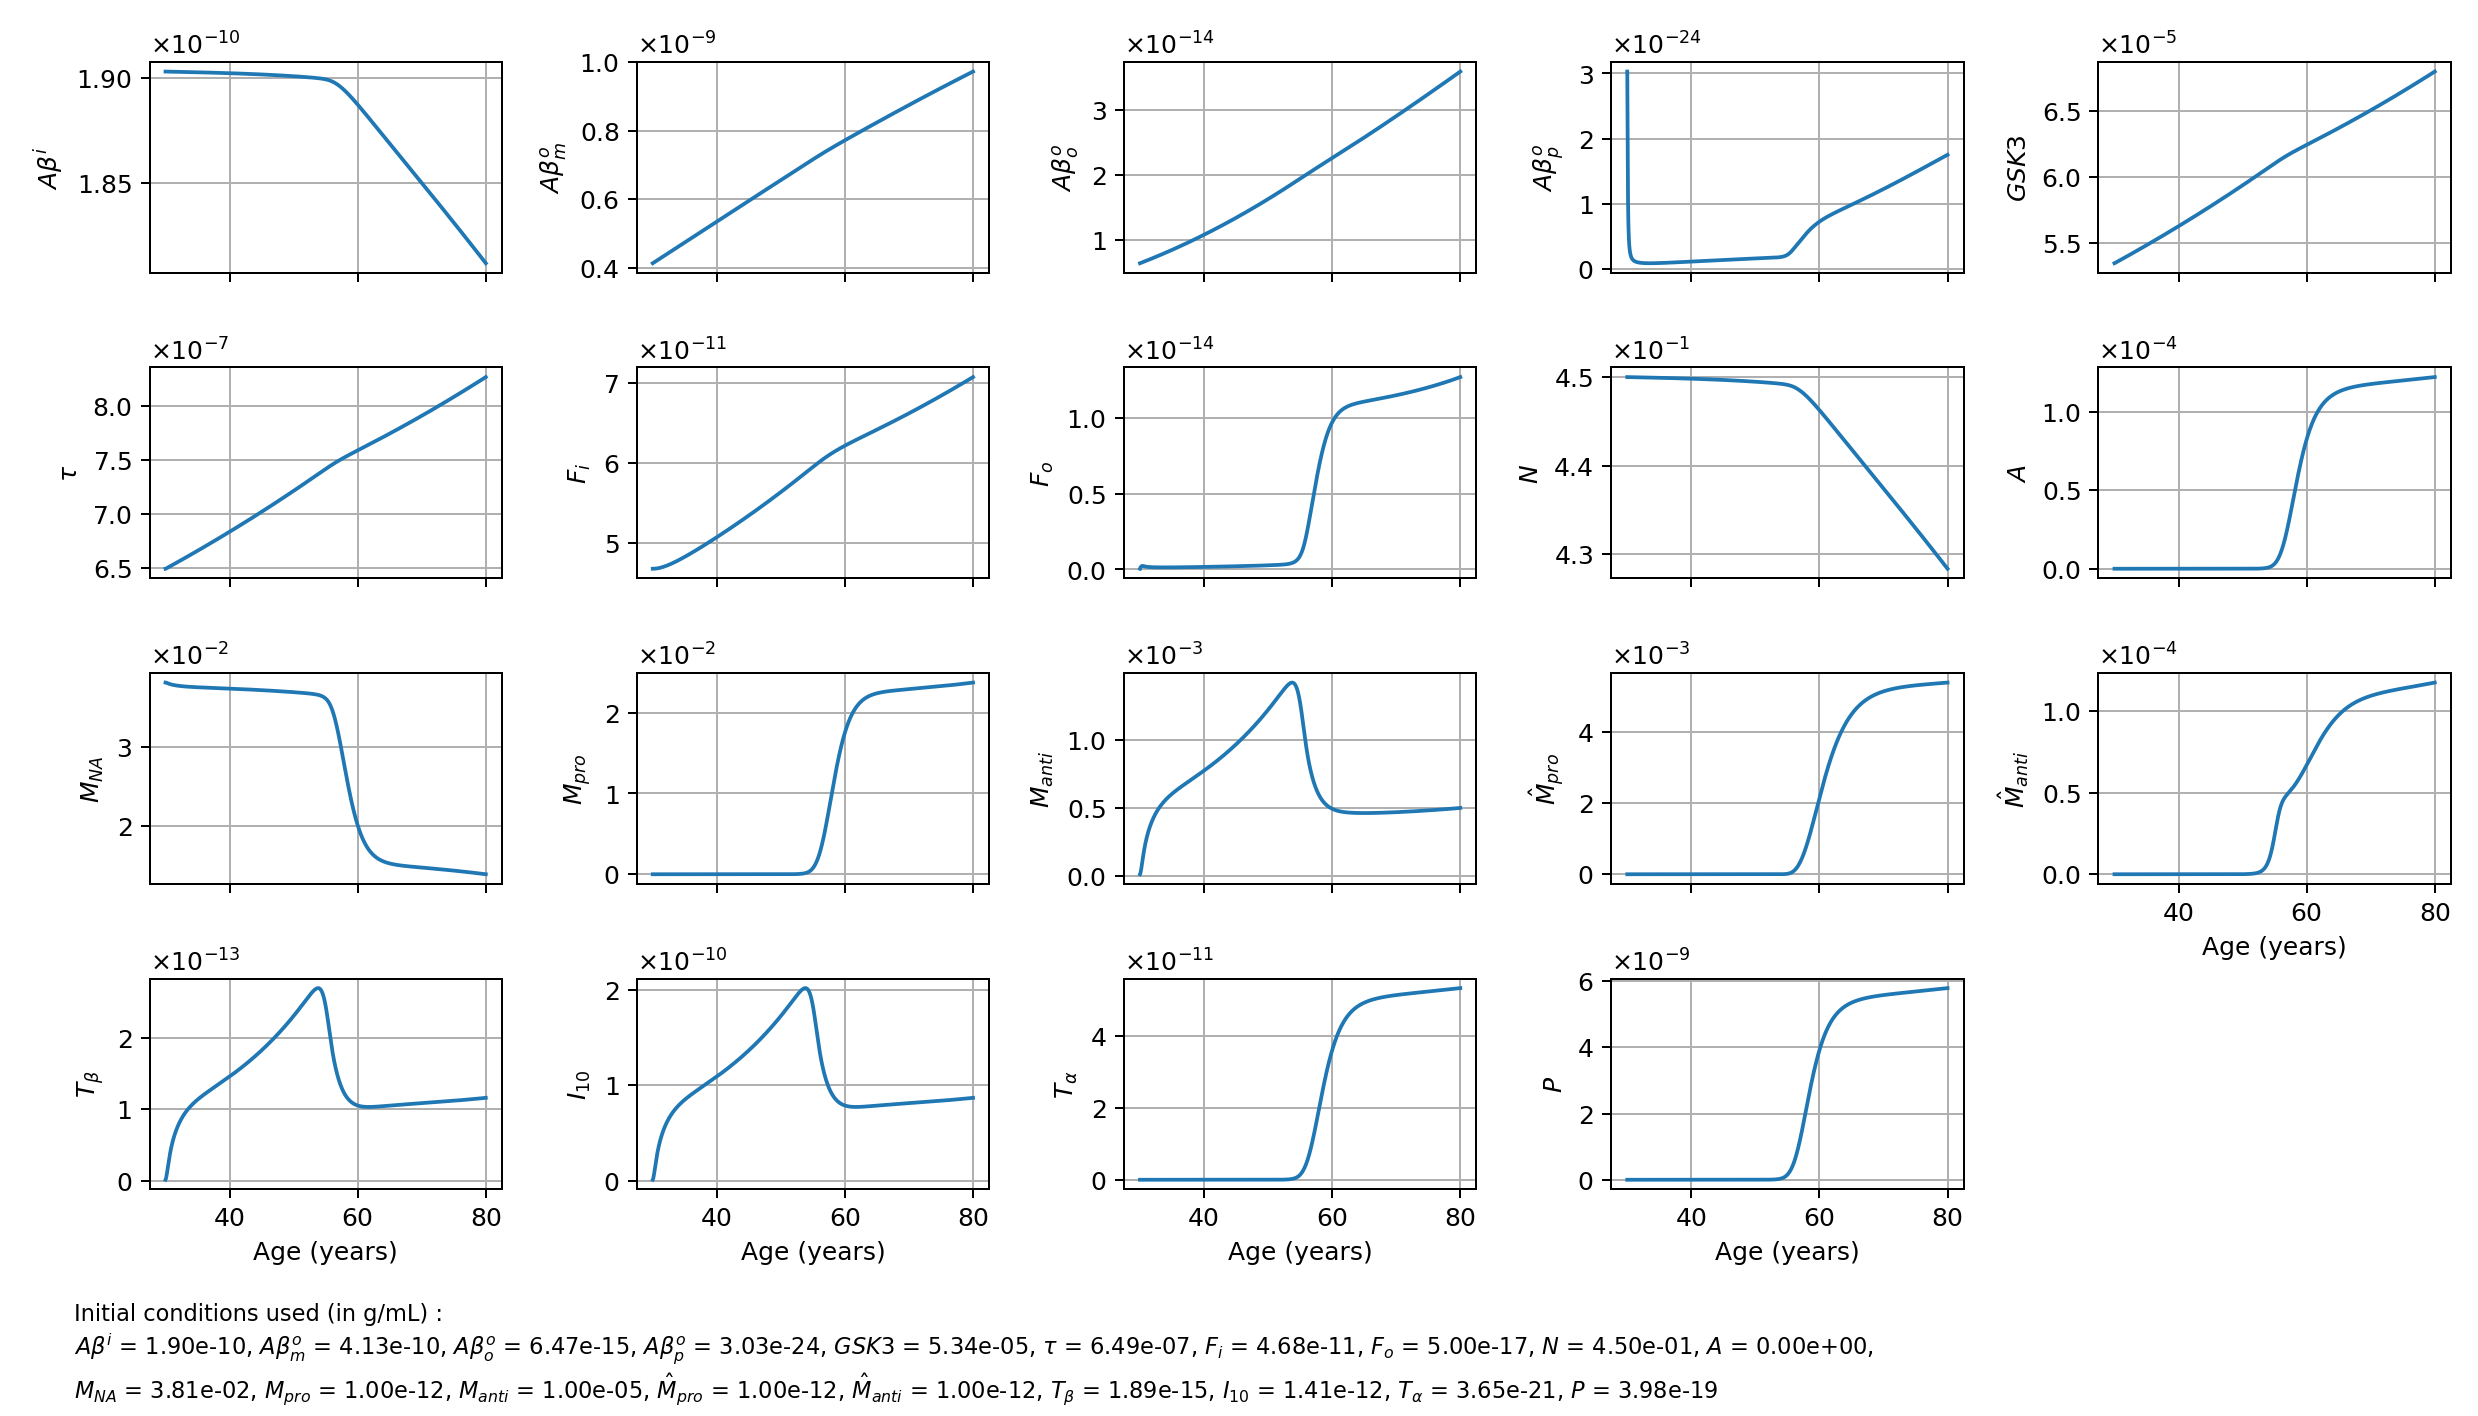 ×10⁻¹⁰ ×10⁻⁹ ×10⁻¹⁴ ×10⁻²⁴ ×10⁻⁵
Aβⁱ 1.90 1.85
Aβₘᵒ 1.0 0.8 0.6 0.4
Aβₒᵒ 3 2 1
Aβₚᵒ 3 2 1 0
GSK3 6.5 6.0 5.5
×10⁻⁷ ×10⁻¹¹ ×10⁻¹⁴ ×10⁻¹ ×10⁻⁴
τ 8.0 7.5 7.0 6.5
Fᵢ 7 6 5
Fₒ 1.0 0.5 0.0
N 4.5 4.4 4.3
A 1.0 0.5 0.0
×10⁻² ×10⁻² ×10⁻³ ×10⁻³ ×10⁻⁴
M_NA 3 2
M_pro 2 1 0
M_anti 1.0 0.5 0.0
M̂_pro 4 2 0
M̂_anti 1.0 0.5 0.0
40 60 80
Age (years)
×10⁻¹³ ×10⁻¹⁰ ×10⁻¹¹ ×10⁻⁹
T_β 2 1 0
I₁₀ 2 1 0
T_α 4 2 0
P 6 4 2 0
40 60 80 40 60 80 40 60 80 40 60 80
Age (years) Age (years) Age (years) Age (years)
Initial conditions used (in g/mL) :
Aβⁱ = 1.90e-10, Aβₘᵒ = 4.13e-10, Aβₒᵒ = 6.47e-15, Aβₚᵒ = 3.03e-24, GSK3 = 5.34e-05, τ = 6.49e-07, Fᵢ = 4.68e-11, Fₒ = 5.00e-17, N = 4.50e-01, A = 0.00e+00,
M_NA = 3.81e-02, M_pro = 1.00e-12, M_anti = 1.00e-05, M̂_pro = 1.00e-12, M̂_anti = 1.00e-12, T_β = 1.89e-15, I₁₀ = 1.41e-12, T_α = 3.65e-21, P = 3.98e-19